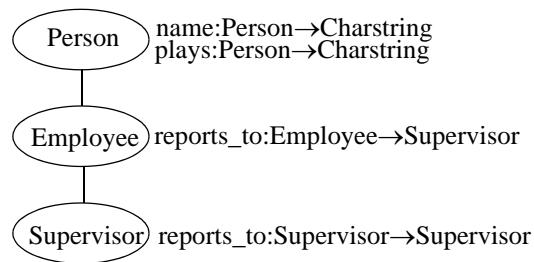 Person
name:Person→Charstring
plays:Person→Charstring
Employee
reports_to:Employee→Supervisor
Supervisor
reports_to:Supervisor→Supervisor